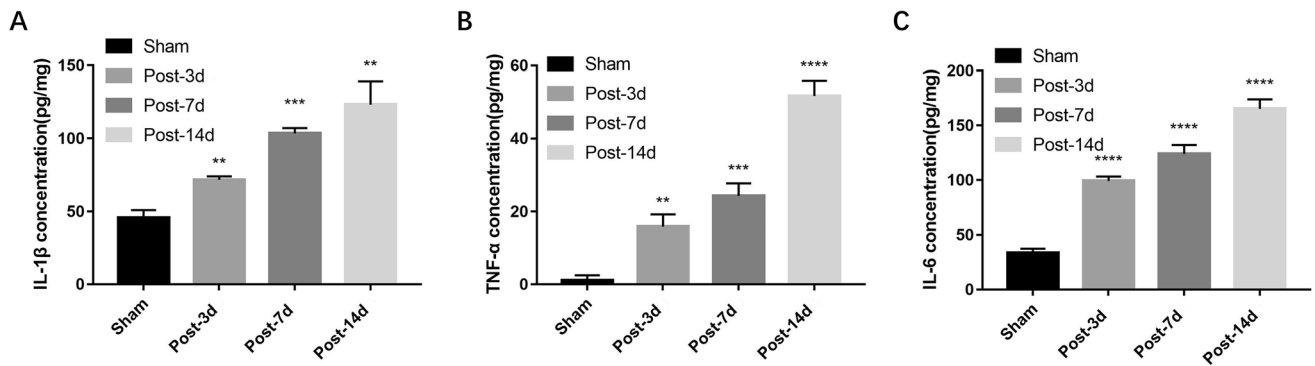 A
IL-1β concentration(pg/mg)
150
100
50
0
Sham
Post-3d
Post-7d
Post-14d
**
***
**
Sham
Post-3d
Post-7d
Post-14d
B
TNF-α concentration(pg/mg)
60
40
20
0
Sham
Post-3d
Post-7d
Post-14d
**
***
****
Sham
Post-3d
Post-7d
Post-14d
C
IL-6 concentration(pg/mg)
200
150
100
50
0
Sham
Post-3d
Post-7d
Post-14d
****
****
****
Sham
Post-3d
Post-7d
Post-14d